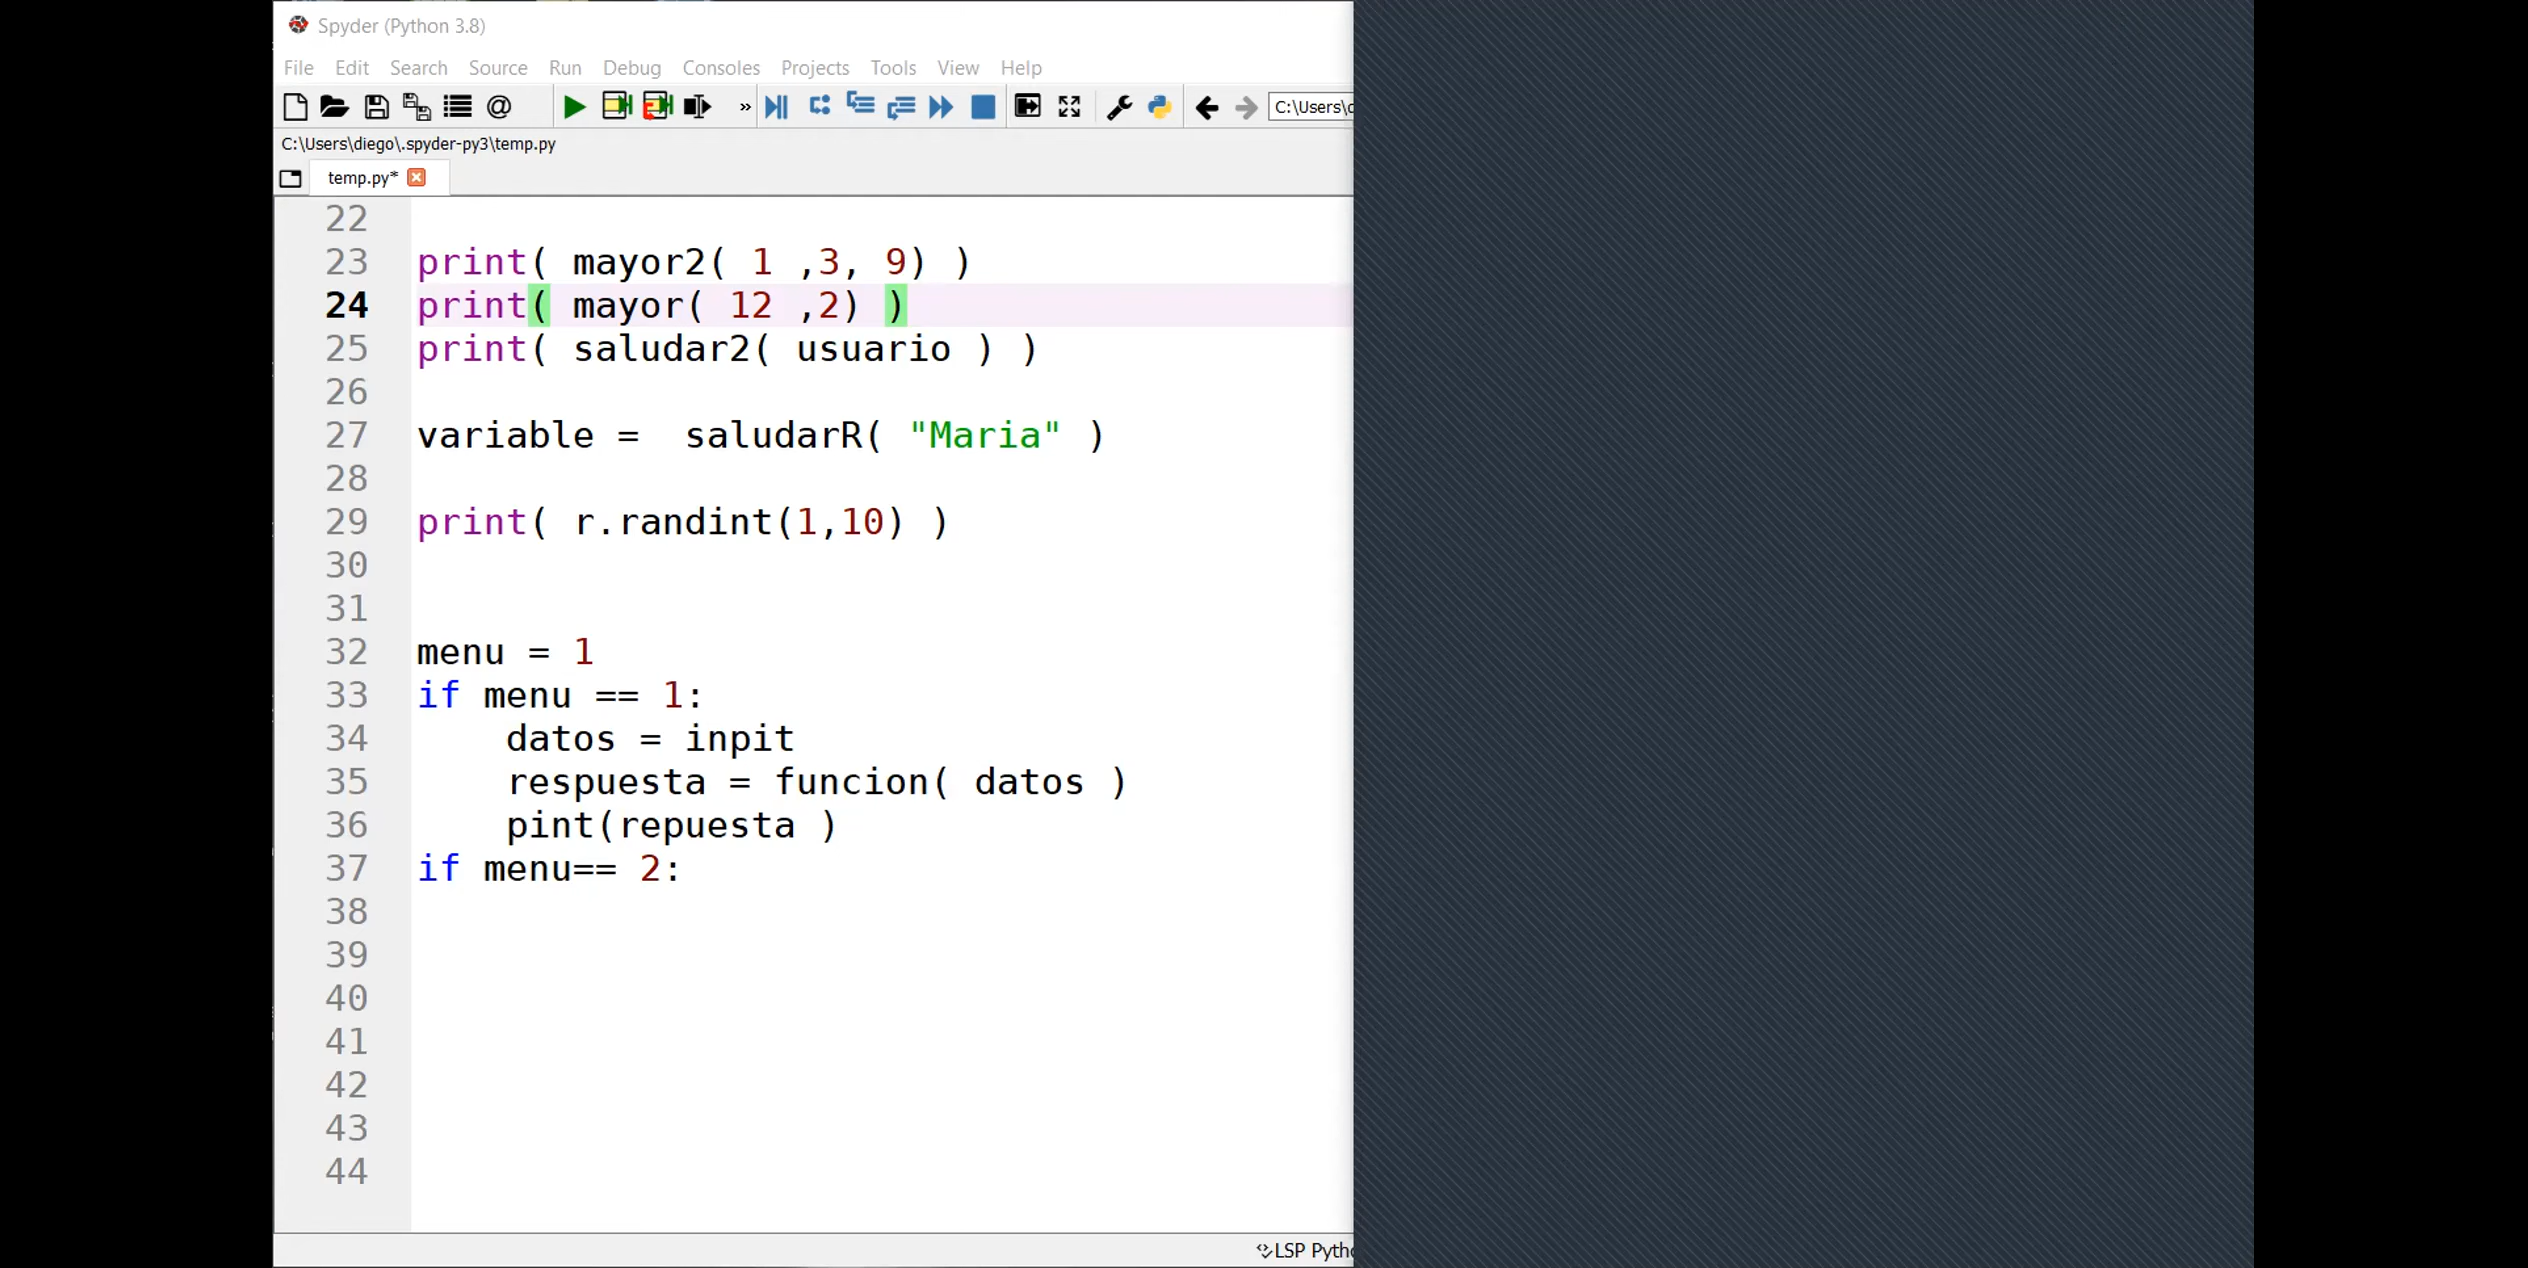 Spyder (Python 3.8)
File Edit Search Source Run Debug Consoles Projects Tools View Help
@ » C:\Users\d
C:\Users\diego\.spyder-py3\temp.py
temp.py*
22
23 print( mayor2( 1 ,3, 9) )
24 print( mayor( 12 ,2) )
25 print( saludar2( usuario ) )
26
27 variable =  saludarR( "Maria" )
28
29 print( r.randint(1,10) )
30
31
32 menu = 1
33 if menu == 1:
34     datos = inpit
35     respuesta = funcion( datos )
36     pint(repuesta )
37 if menu== 2:
38
39
40
41
42
43
44
LSP Pytho